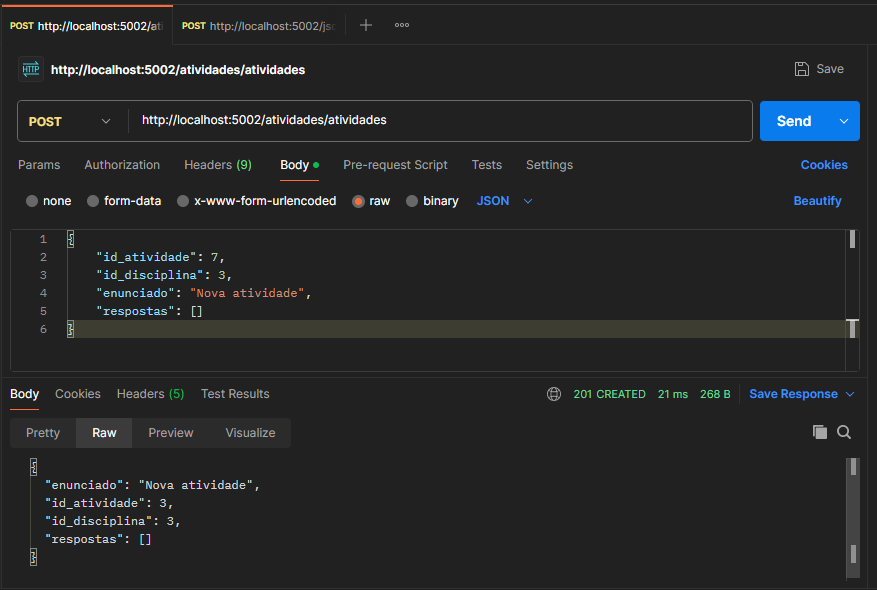 POST http://localhost:5002/ati POST http://localhost:5002/jsc
HTTP http://localhost:5002/atividades/atividades Save
POST http://localhost:5002/atividades/atividades Send
Params Authorization Headers (9) Body Pre-request Script Tests Settings Cookies
none form-data x-www-form-urlencoded raw binary JSON Beautify
1 {
2 "id_atividade": 7,
3 "id_disciplina": 3,
4 "enunciado": "Nova atividade",
5 "respostas": []
6 }
Body Cookies Headers (5) Test Results 201 CREATED 21 ms 268 B Save Response
Pretty Raw Preview Visualize
{
"enunciado": "Nova atividade",
"id_atividade": 3,
"id_disciplina": 3,
"respostas": []
}